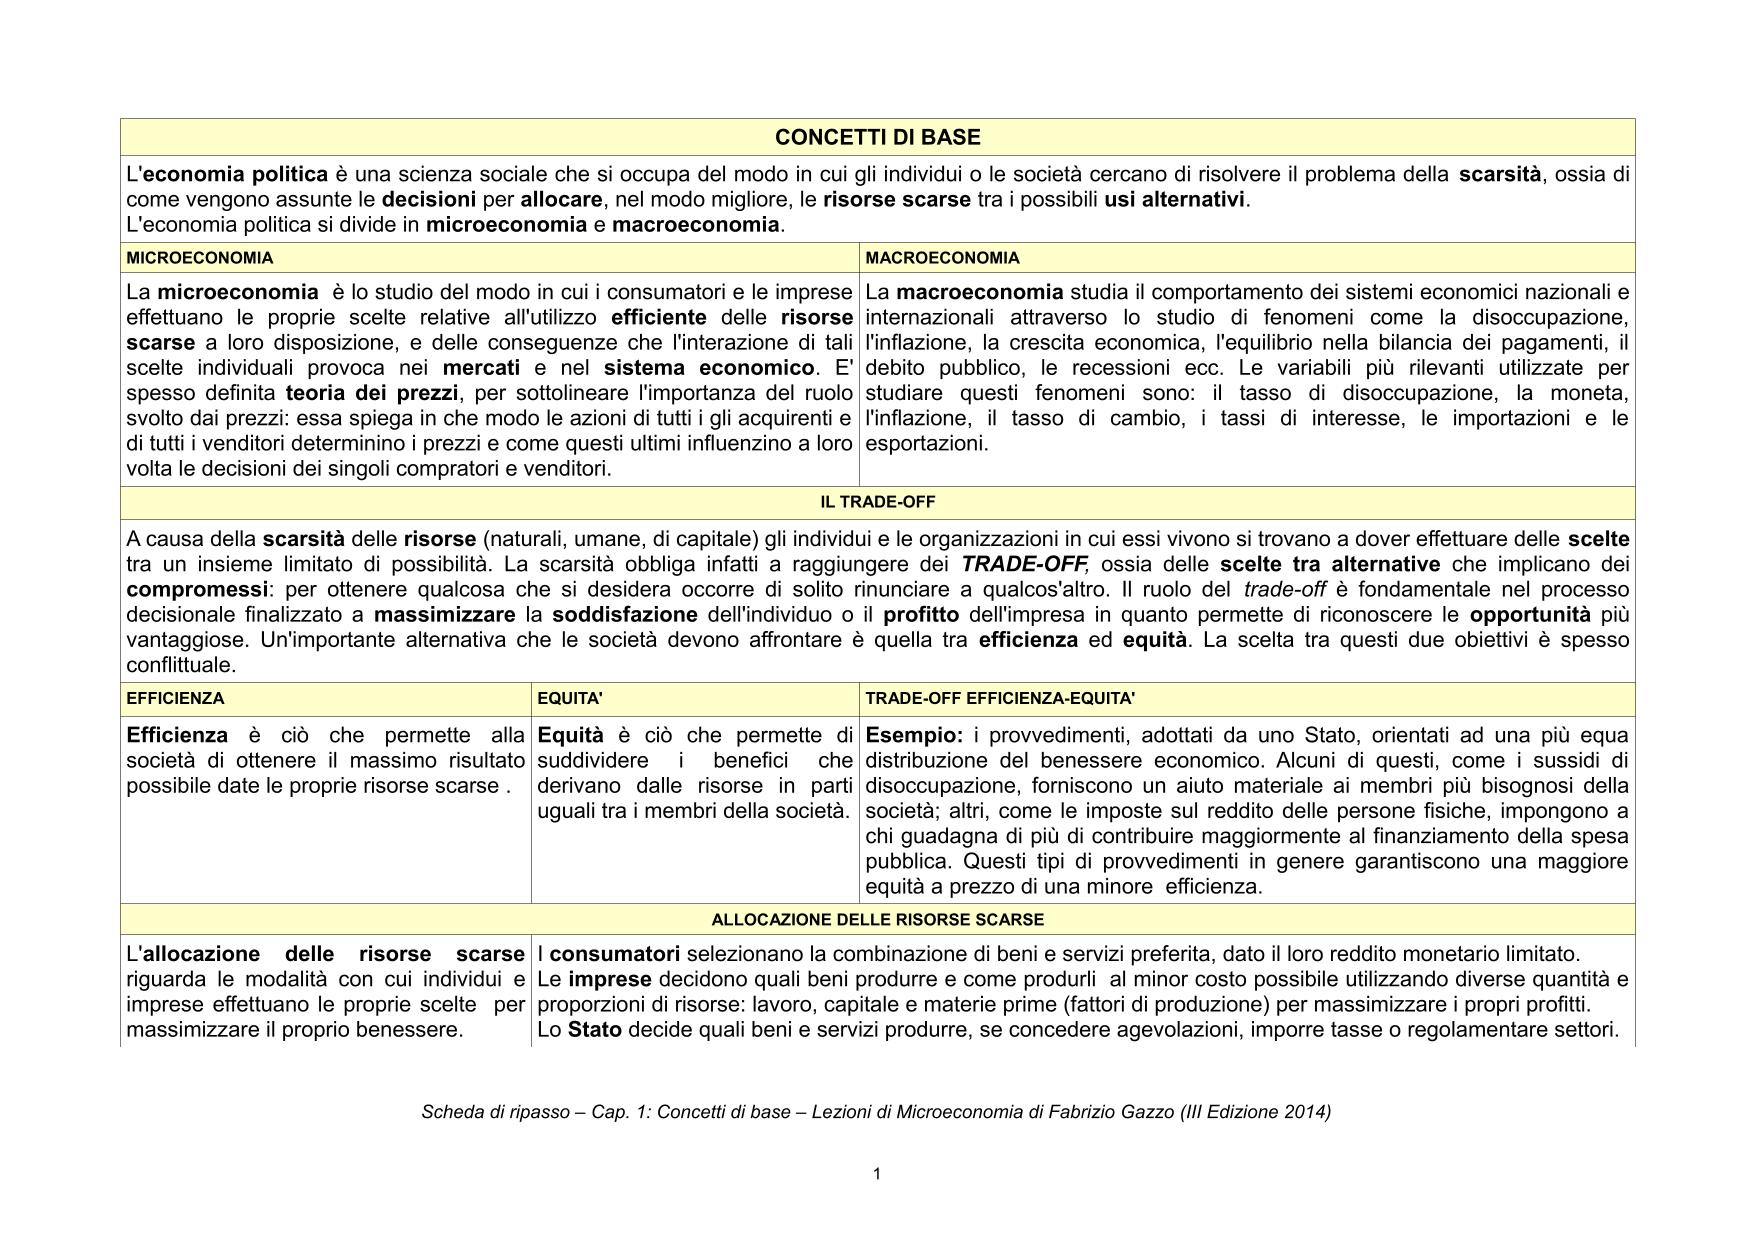 CONCETTI DI BASE
L'economia politica è una scienza sociale che si occupa del modo in cui gli individui o le società cercano di risolvere il problema della scarsità, ossia di
come vengono assunte le decisioni per allocare, nel modo migliore, le risorse scarse tra i possibili usi alternativi.
L'economia politica si divide in microeconomia e macroeconomia.
MICROECONOMIA
La microeconomia è lo studio del modo in cui i consumatori e le imprese
effettuano le proprie scelte relative all'utilizzo efficiente delle risorse
scarse a loro disposizione, e delle conseguenze che l'interazione di tali
scelte individuali provoca nei mercati e nel sistema economico. E'
spesso definita teoria dei prezzi, per sottolineare l'importanza del ruolo
svolto dai prezzi: essa spiega in che modo le azioni di tutti i gli acquirenti e
di tutti i venditori determinino i prezzi e come questi ultimi influenzino a loro
volta le decisioni dei singoli compratori e venditori.
MACROECONOMIA
La macroeconomia studia il comportamento dei sistemi economici nazionali e
internazionali attraverso lo studio di fenomeni come la disoccupazione,
l'inflazione, la crescita economica, l'equilibrio nella bilancia dei pagamenti, il
debito pubblico, le recessioni ecc. Le variabili più rilevanti utilizzate per
studiare questi fenomeni sono: il tasso di disoccupazione, la moneta,
l'inflazione, il tasso di cambio, i tassi di interesse, le importazioni e le
esportazioni.
IL TRADE-OFF
A causa della scarsità delle risorse (naturali, umane, di capitale) gli individui e le organizzazioni in cui essi vivono si trovano a dover effettuare delle scelte
tra un insieme limitato di possibilità. La scarsità obbliga infatti a raggiungere dei TRADE-OFF, ossia delle scelte tra alternative che implicano dei
compromessi: per ottenere qualcosa che si desidera occorre di solito rinunciare a qualcos'altro. Il ruolo del trade-off è fondamentale nel processo
decisionale finalizzato a massimizzare la soddisfazione dell'individuo o il profitto dell'impresa in quanto permette di riconoscere le opportunità più
vantaggiose. Un'importante alternativa che le società devono affrontare è quella tra efficienza ed equità. La scelta tra questi due obiettivi è spesso
conflittuale.
EFFICIENZA
Efficienza è ciò che permette alla
società di ottenere il massimo risultato
possibile date le proprie risorse scarse .
EQUITA'
Equità è ciò che permette di
suddividere i benefici che
derivano dalle risorse in parti
uguali tra i membri della società.
TRADE-OFF EFFICIENZA-EQUITA'
Esempio: i provvedimenti, adottati da uno Stato, orientati ad una più equa
distribuzione del benessere economico. Alcuni di questi, come i sussidi di
disoccupazione, forniscono un aiuto materiale ai membri più bisognosi della
società; altri, come le imposte sul reddito delle persone fisiche, impongono a
chi guadagna di più di contribuire maggiormente al finanziamento della spesa
pubblica. Questi tipi di provvedimenti in genere garantiscono una maggiore
equità a prezzo di una minore efficienza.
ALLOCAZIONE DELLE RISORSE SCARSE
L'allocazione delle risorse scarse
riguarda le modalità con cui individui e
imprese effettuano le proprie scelte per
massimizzare il proprio benessere.
I consumatori selezionano la combinazione di beni e servizi preferita, dato il loro reddito monetario limitato.
Le imprese decidono quali beni produrre e come produrli al minor costo possibile utilizzando diverse quantità e
proporzioni di risorse: lavoro, capitale e materie prime (fattori di produzione) per massimizzare i propri profitti.
Lo Stato decide quali beni e servizi produrre, se concedere agevolazioni, imporre tasse o regolamentare settori.
Scheda di ripasso – Cap. 1: Concetti di base – Lezioni di Microeconomia di Fabrizio Gazzo (III Edizione 2014)
1